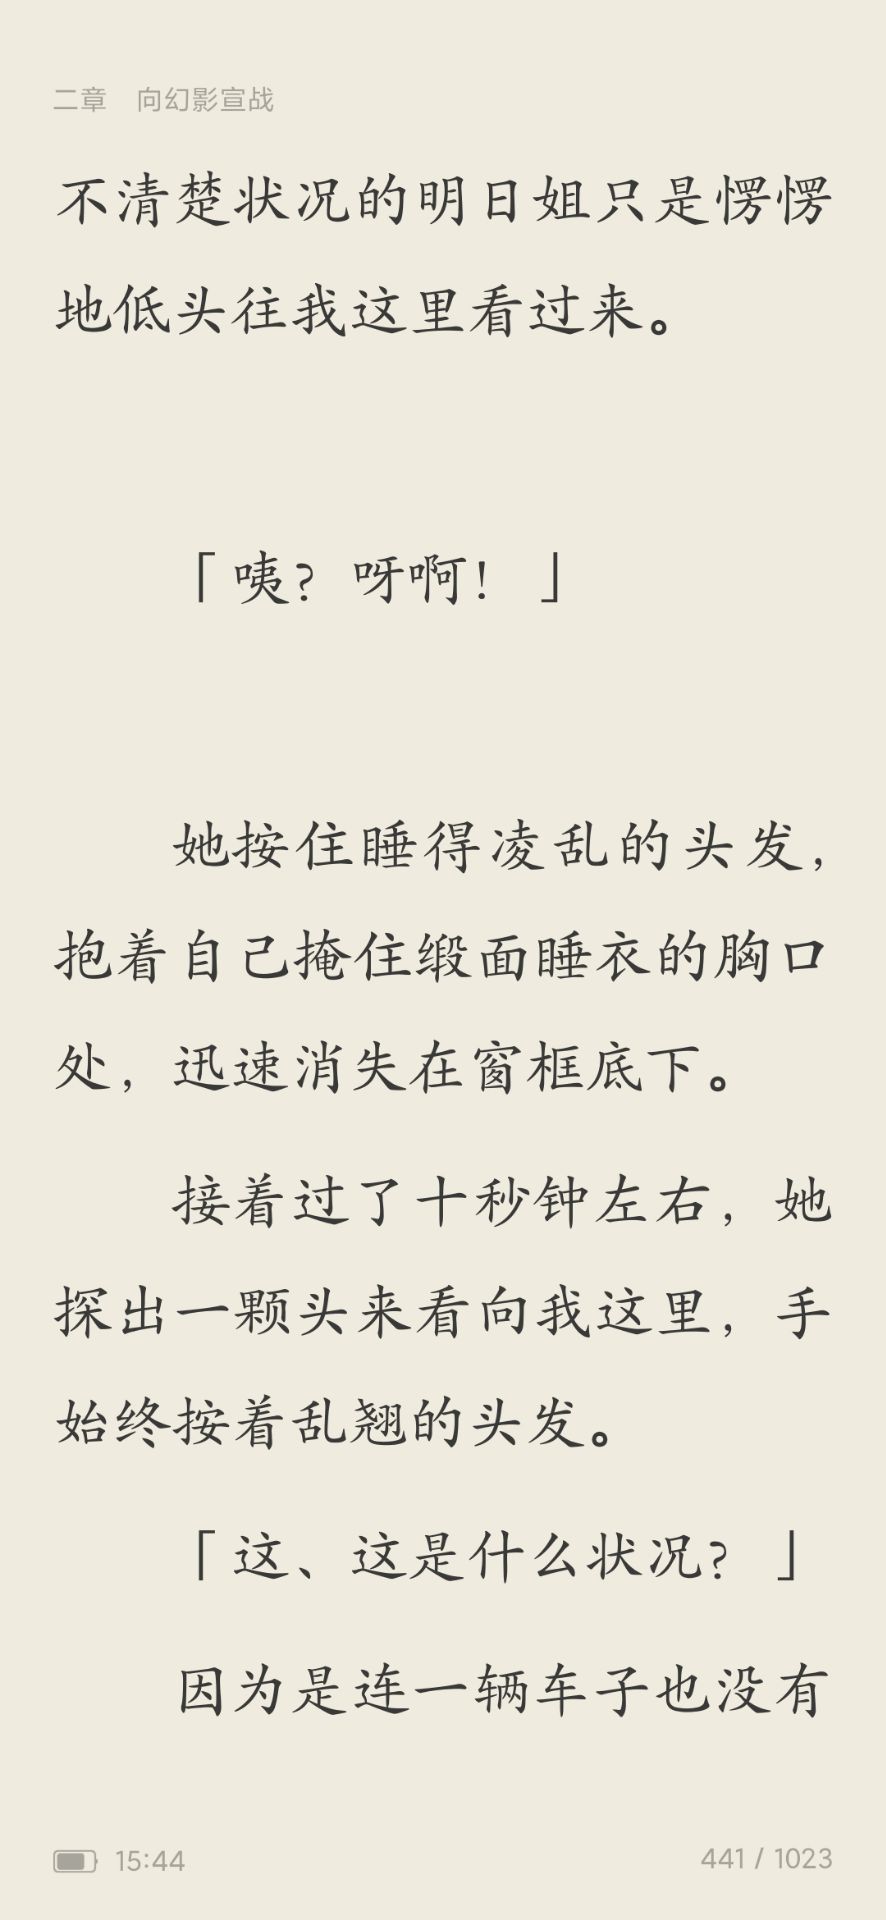 二章　向幻影宣战
不清楚状况的明日姐只是愣愣
地低头往我这里看过来。
「咦？呀啊！」
她按住睡得凌乱的头发，
抱着自己掩住缎面睡衣的胸口
处，迅速消失在窗框底下。
接着过了十秒钟左右，她
探出一颗头来看向我这里，手
始终按着乱翘的头发。
「这、这是什么状况？」
因为是连一辆车子也没有
15:44
441 / 1023